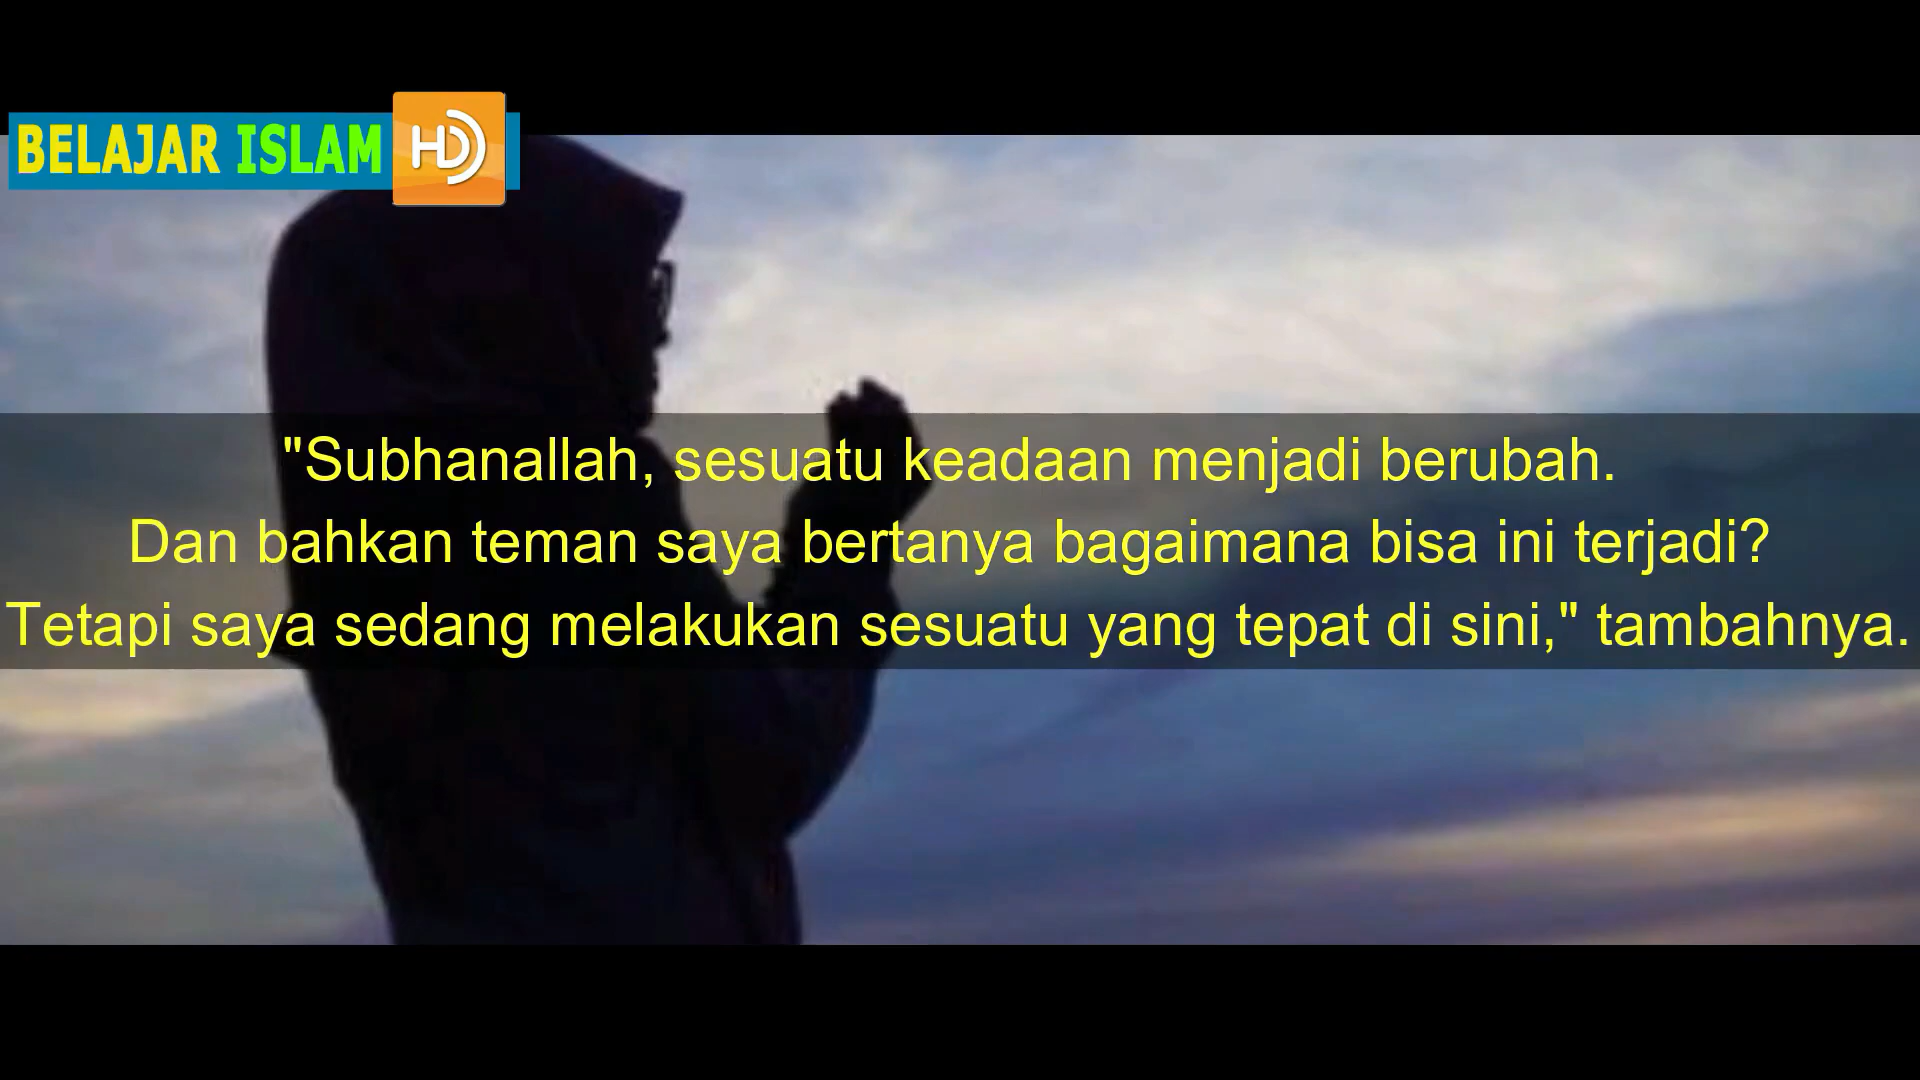 BELAJAR ISLAM HD
"Subhanallah, sesuatu keadaan menjadi berubah.
Dan bahkan teman saya bertanya bagaimana bisa ini terjadi?
Tetapi saya sedang melakukan sesuatu yang tepat di sini," tambahnya.